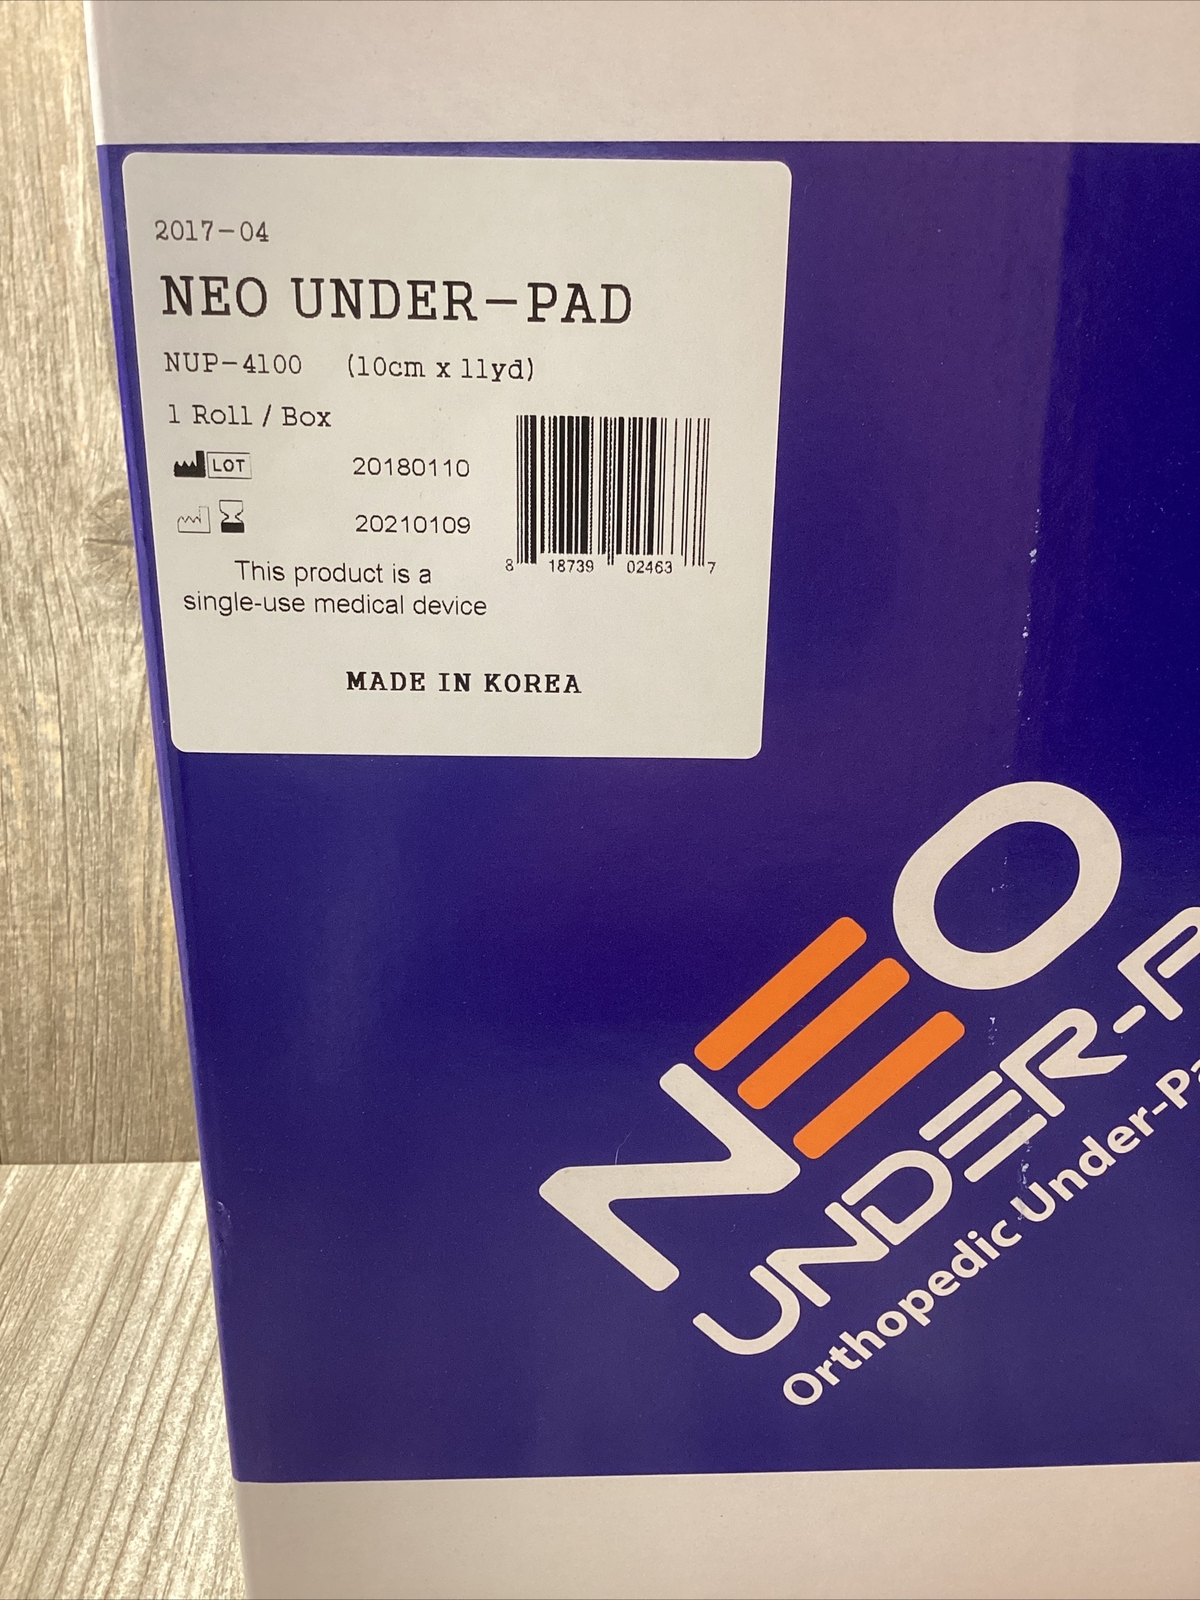 2017-04
NEO UNDER-PAD
NUP-4100 (10cm x 11yd)
1 Roll / Box
LOT 20180110
20210109
8 18739 02463 7
This product is a
single-use medical device
MADE IN KOREA
NEO
UNDER-P
Orthopedic Under-Pa